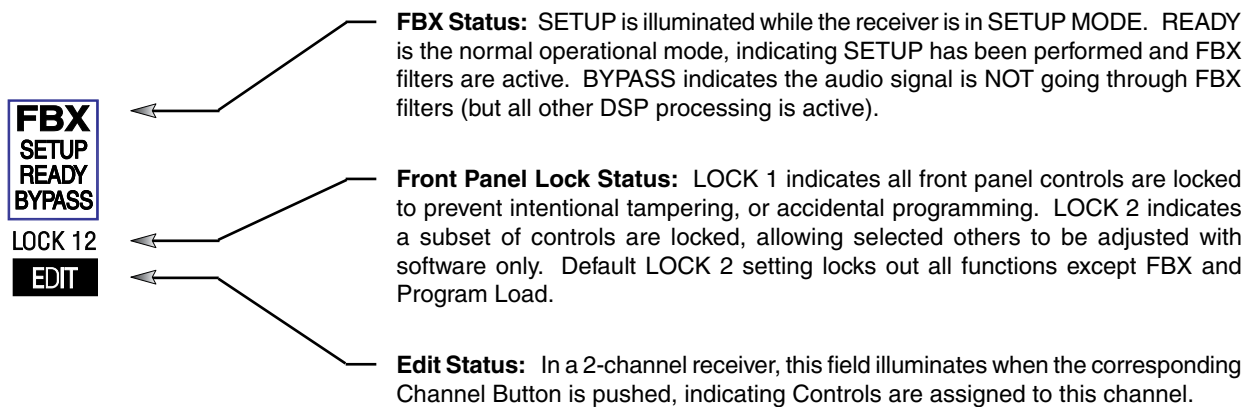 FBX Status: SETUP is illuminated while the receiver is in SETUP MODE. READY
is the normal operational mode, indicating SETUP has been performed and FBX
filters are active. BYPASS indicates the audio signal is NOT going through FBX
filters (but all other DSP processing is active).
FBX
SETUP
READY
BYPASS
Front Panel Lock Status: LOCK 1 indicates all front panel controls are locked
to prevent intentional tampering, or accidental programming. LOCK 2 indicates
a subset of controls are locked, allowing selected others to be adjusted with
software only. Default LOCK 2 setting locks out all functions except FBX and
Program Load.
LOCK 12
EDIT
Edit Status: In a 2-channel receiver, this field illuminates when the corresponding
Channel Button is pushed, indicating Controls are assigned to this channel.